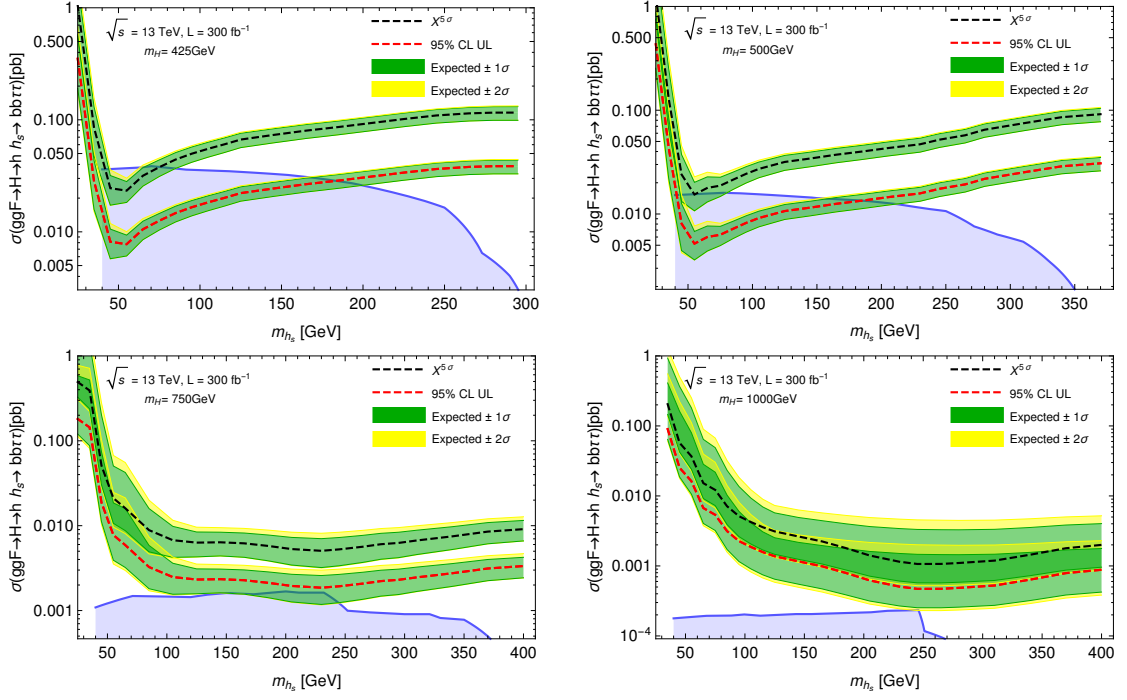 √s = 13 TeV, L = 300 fb⁻¹
m_H= 425GeV
X^5σ
95% CL UL
Expected ± 1σ
Expected ± 2σ
σ(ggF→H→h h_s→ bbττ)[pb]
0.500
0.100
0.050
0.010
0.005
50 100 150 200 250 300
m_{h_s} [GeV]
√s = 13 TeV, L = 300 fb⁻¹
m_H= 500GeV
X^5σ
95% CL UL
Expected ± 1σ
Expected ± 2σ
σ(ggF→H→h h_s→ bbττ)[pb]
0.500
0.100
0.050
0.010
0.005
50 100 150 200 250 300 350
m_{h_s} [GeV]
√s = 13 TeV, L = 300 fb⁻¹
m_H= 750GeV
X^5σ
95% CL UL
Expected ± 1σ
Expected ± 2σ
σ(ggF→H→h h_s→ bbττ)[pb]
1
0.100
0.010
0.001
50 100 150 200 250 300 350 400
m_{h_s} [GeV]
√s = 13 TeV, L = 300 fb⁻¹
m_H= 1000GeV
X^5σ
95% CL UL
Expected ± 1σ
Expected ± 2σ
σ(ggF→H→h h_s→ bbττ)[pb]
1
0.100
0.010
0.001
10⁻⁴
50 100 150 200 250 300 350 400
m_{h_s} [GeV]